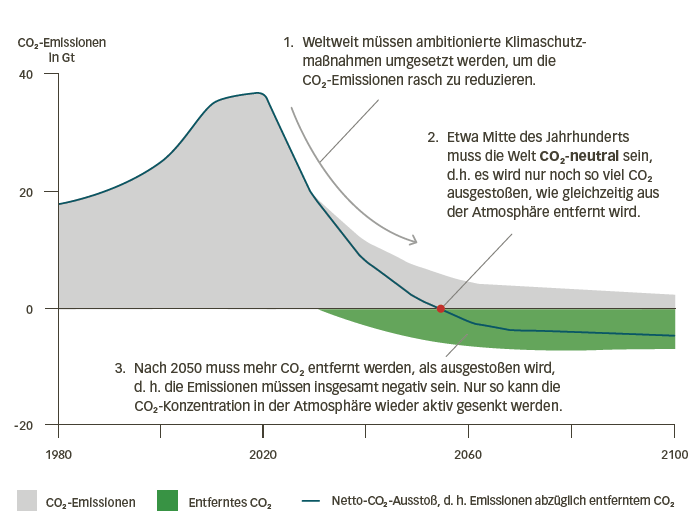 CO₂-Emissionen
in Gt
40
20
0
-20
1. Weltweit müssen ambitionierte Klimaschutz-
maßnahmen umgesetzt werden, um die
CO₂-Emissionen rasch zu reduzieren.
2. Etwa Mitte des Jahrhunderts
muss die Welt CO₂-neutral sein,
d.h. es wird nur noch so viel CO₂
ausgestoßen, wie gleichzeitig aus
der Atmosphäre entfernt wird.
3. Nach 2050 muss mehr CO₂ entfernt werden, als ausgestoßen wird,
d. h. die Emissionen müssen insgesamt negativ sein. Nur so kann die
CO₂-Konzentration in der Atmosphäre wieder aktiv gesenkt werden.
1980 2020 2060 2100
CO₂-Emissionen Entferntes CO₂ Netto-CO₂-Ausstoß, d. h. Emissionen abzüglich entferntem CO₂